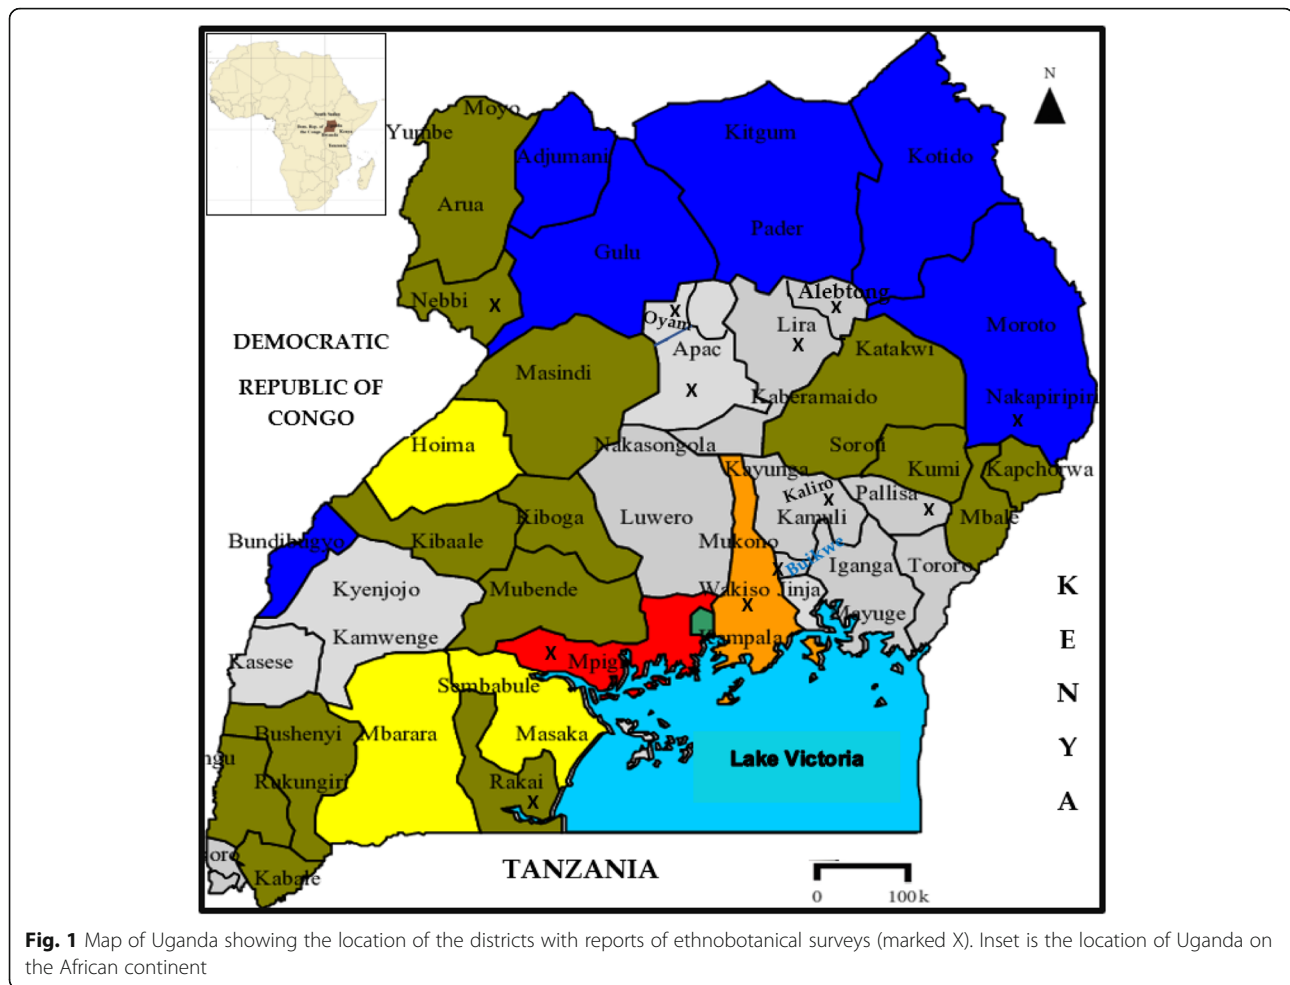 N
Moyo
Yumbe
Adjumani
Kitgum
Kotido
Arua
Pader
Gulu
Nebbi
X
Alebtong
X
Oyam
X
Lira
X
Moroto
DEMOCRATIC
REPUBLIC OF
CONGO
Apac
X
Katakwi
Masindi
Kaberamaido
Nakapiripiri
X
Hoima
Nakasongola
Soroti
Kumi
Kapchorwa
Kayunga
Kaliro
X
Pallisa
X
Kiboga
Luwero
Kamuli
Mbale
Bundibugyo
Kibaale
Mukono
Buikwe
X
Iganga
Tororo
Kyenjojo
Mubende
Wakiso
X
Jinja
Mayuge
Kamwenge
Kampala
Kasese
X
Mpigi
Sembabule
Bushenyi
Mbarara
Masaka
ngu
Rukungiri
Rakai
X
Lake Victoria
K
E
N
Y
A
oro
Kabale
TANZANIA
0
100k
Fig. 1 Map of Uganda showing the location of the districts with reports of ethnobotanical surveys (marked X). Inset is the location of Uganda on
the African continent